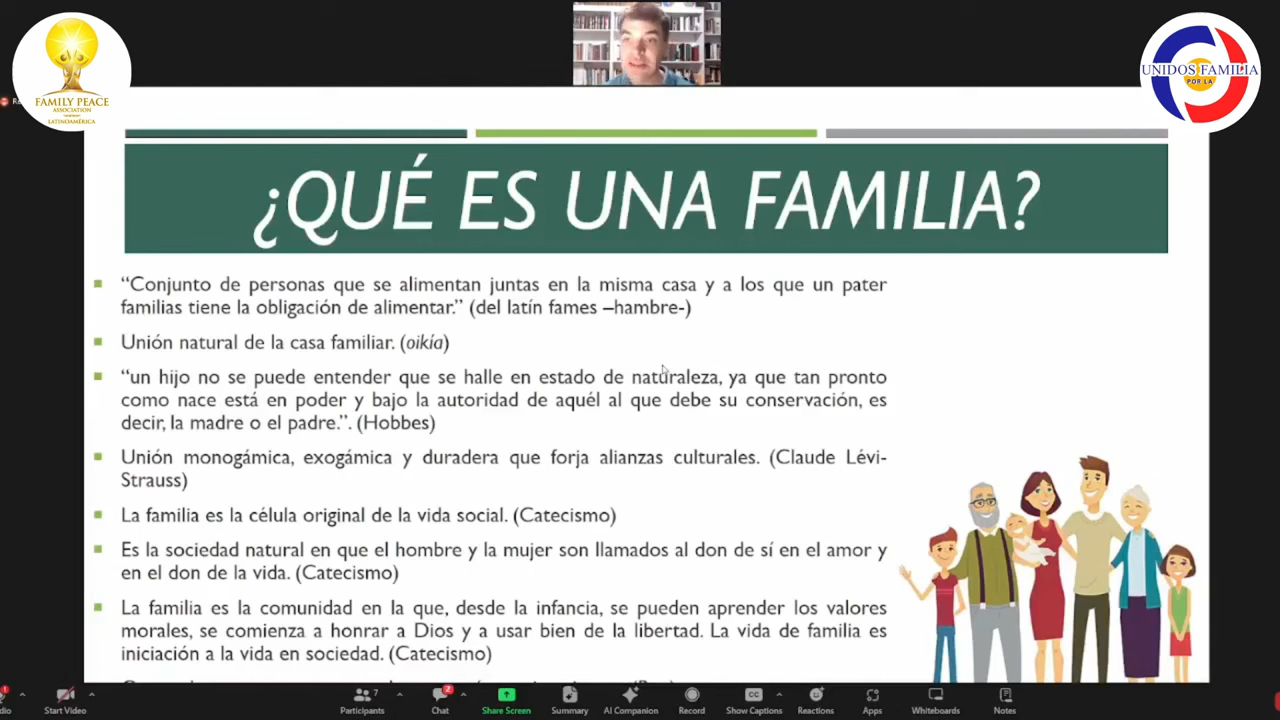 FAMILY PEACE
ASSOCIATION
LATINOAMÉRICA
UNIDOS FAMILIA
POR LA
¿QUÉ ES UNA FAMILIA?
“Conjunto de personas que se alimentan juntas en la misma casa y a los que un pater
familias tiene la obligación de alimentar.” (del latín fames –hambre-)
Unión natural de la casa familiar. (oikía)
“un hijo no se puede entender que se halle en estado de naturaleza, ya que tan pronto
como nace está en poder y bajo la autoridad de aquél al que debe su conservación, es
decir, la madre o el padre.”. (Hobbes)
Unión monogámica, exogámica y duradera que forja alianzas culturales. (Claude Lévi-
Strauss)
La familia es la célula original de la vida social. (Catecismo)
Es la sociedad natural en que el hombre y la mujer son llamados al don de sí en el amor y
en el don de la vida. (Catecismo)
La familia es la comunidad en la que, desde la infancia, se pueden aprender los valores
morales, se comienza a honrar a Dios y a usar bien de la libertad. La vida de familia es
iniciación a la vida en sociedad. (Catecismo)
1 7 2
dio Start Video Participants Chat Share Screen Summary AI Companion Record Show Captions Reactions Apps Whiteboards Notes